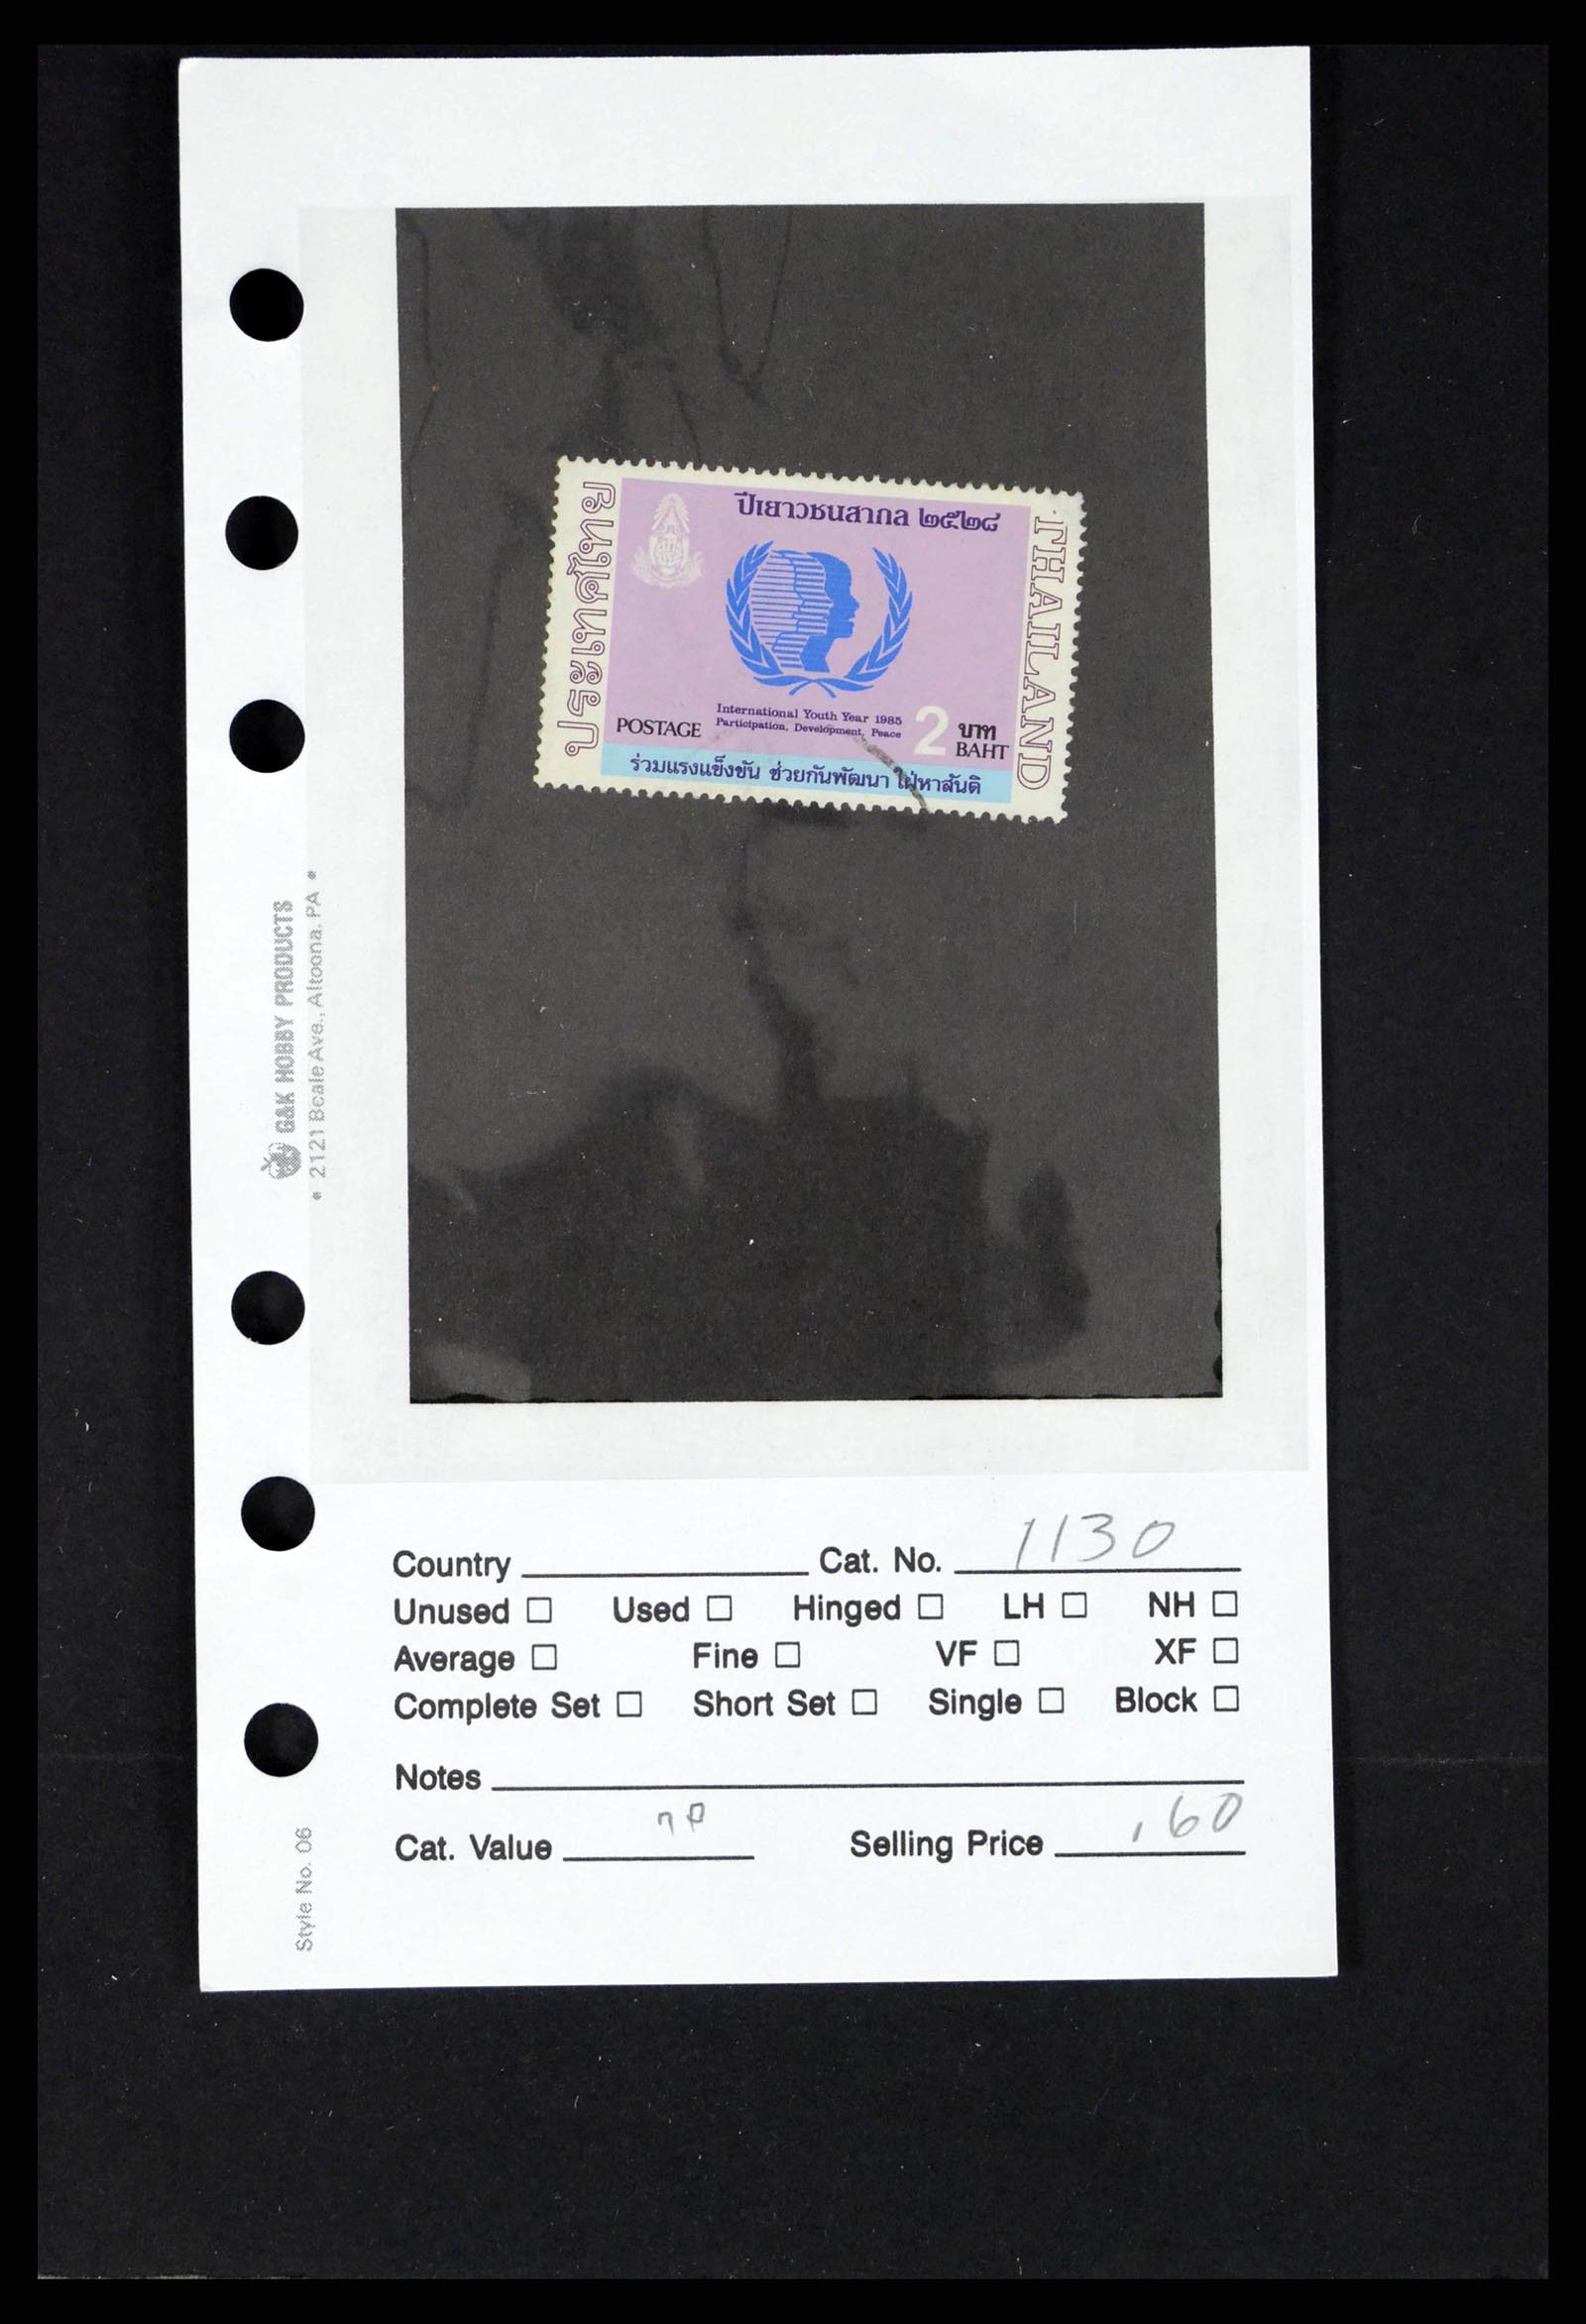 ประเทศไทย
ปีเยาวชนสากล ๒๕๒๘
THAILAND
International Youth Year 1985
Participation, Development, Peace
POSTAGE
2 บาท
BAHT
ร่วมแรงแข็งขัน ช่วยกันพัฒนา ใฝ่หาสันติ
G&K HOBBY PRODUCTS
* 2121 Beale Ave., Altoona, PA *
Country Cat. No. 1130
Unused Used Hinged LH NH
Average Fine VF XF
Complete Set Short Set Single Block
Notes
Cat. Value Selling Price .60
Style No. 06